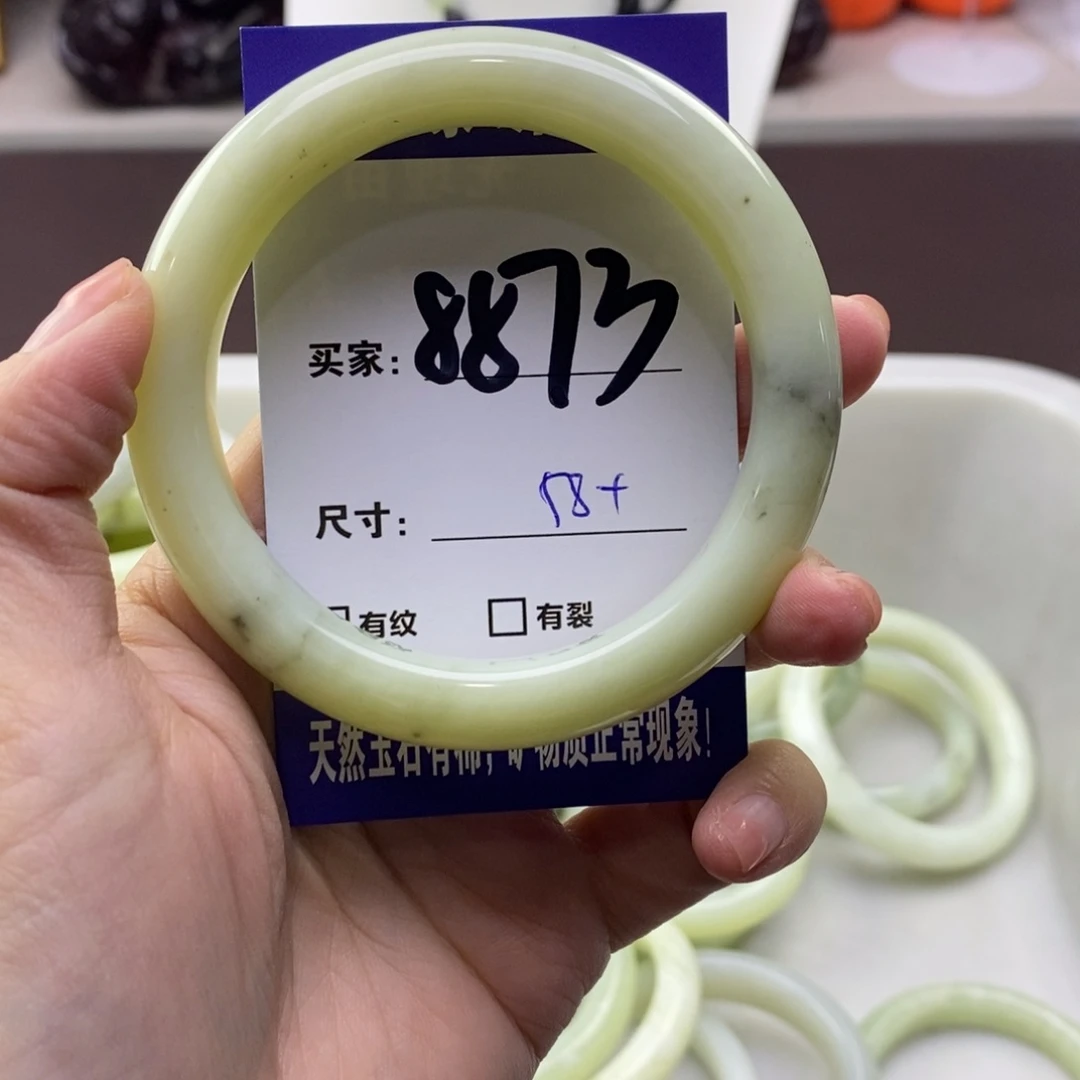 买家: 8873
尺寸: 58+
□有纹 □有裂
天然玉石有棉,矿物质正常现象!